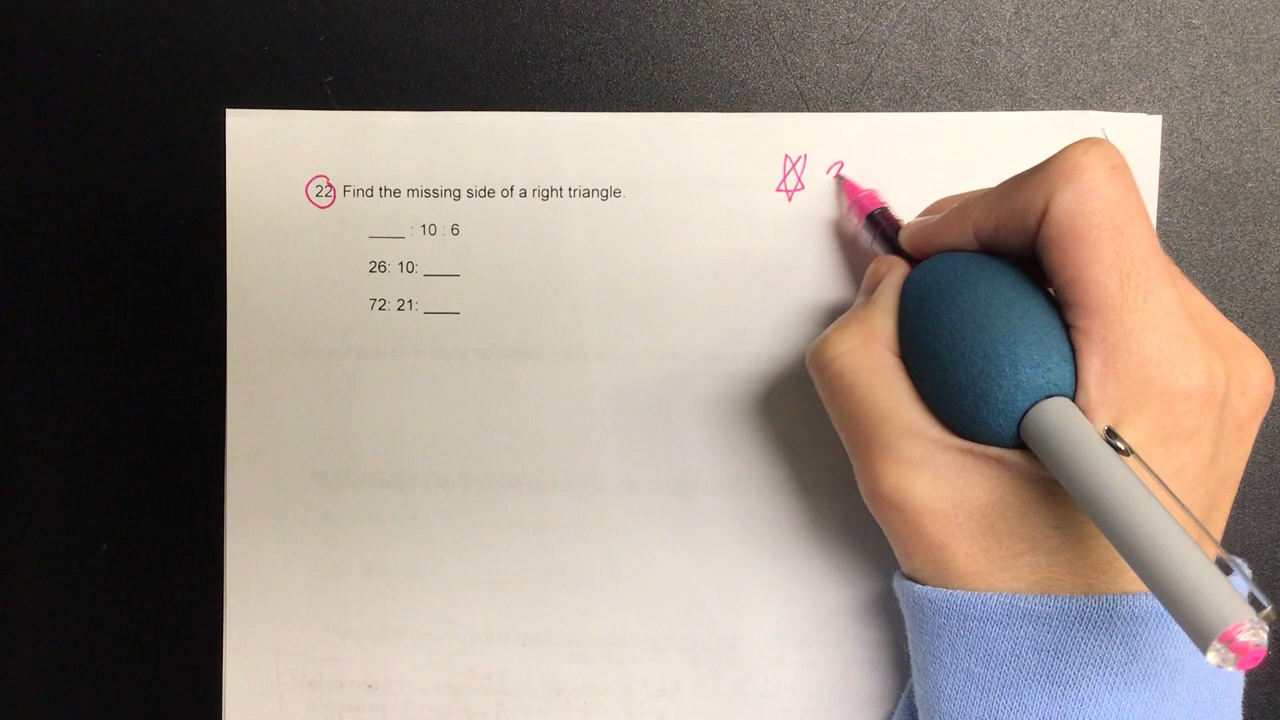 22 Find the missing side of a right triangle.
____ : 10 : 6
26: 10: ____
72: 21: ____